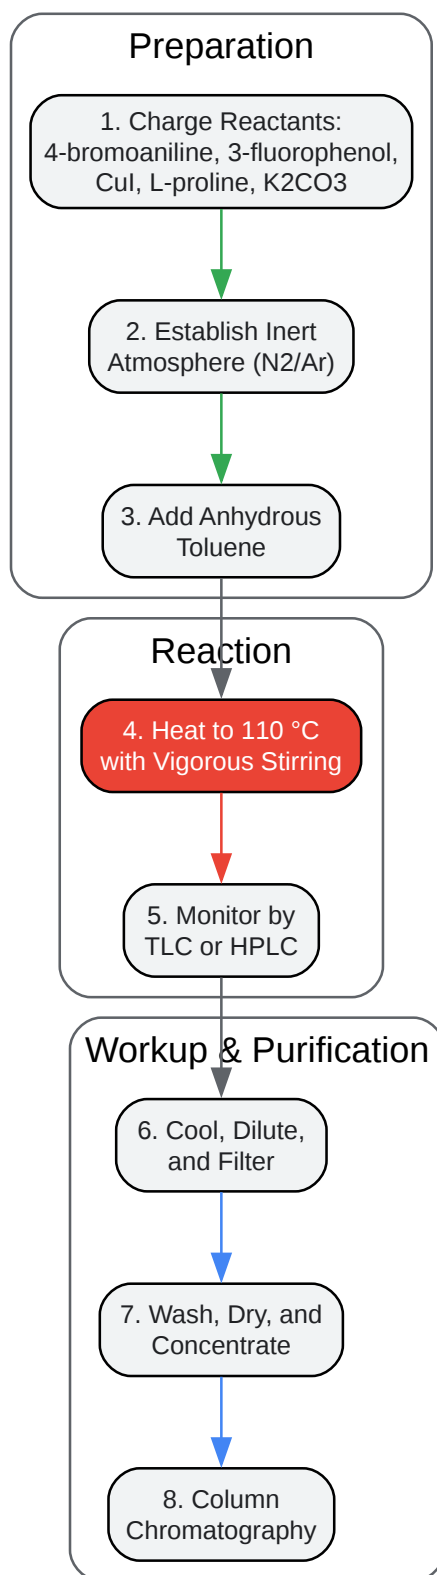 Preparation
1. Charge Reactants:
4-bromoaniline, 3-fluorophenol,
CuI, L-proline, K2CO3
2. Establish Inert
Atmosphere (N2/Ar)
3. Add Anhydrous
Toluene
Reaction
4. Heat to 110 °C
with Vigorous Stirring
5. Monitor by
TLC or HPLC
Workup & Purification
6. Cool, Dilute,
and Filter
7. Wash, Dry, and
Concentrate
8. Column
Chromatography